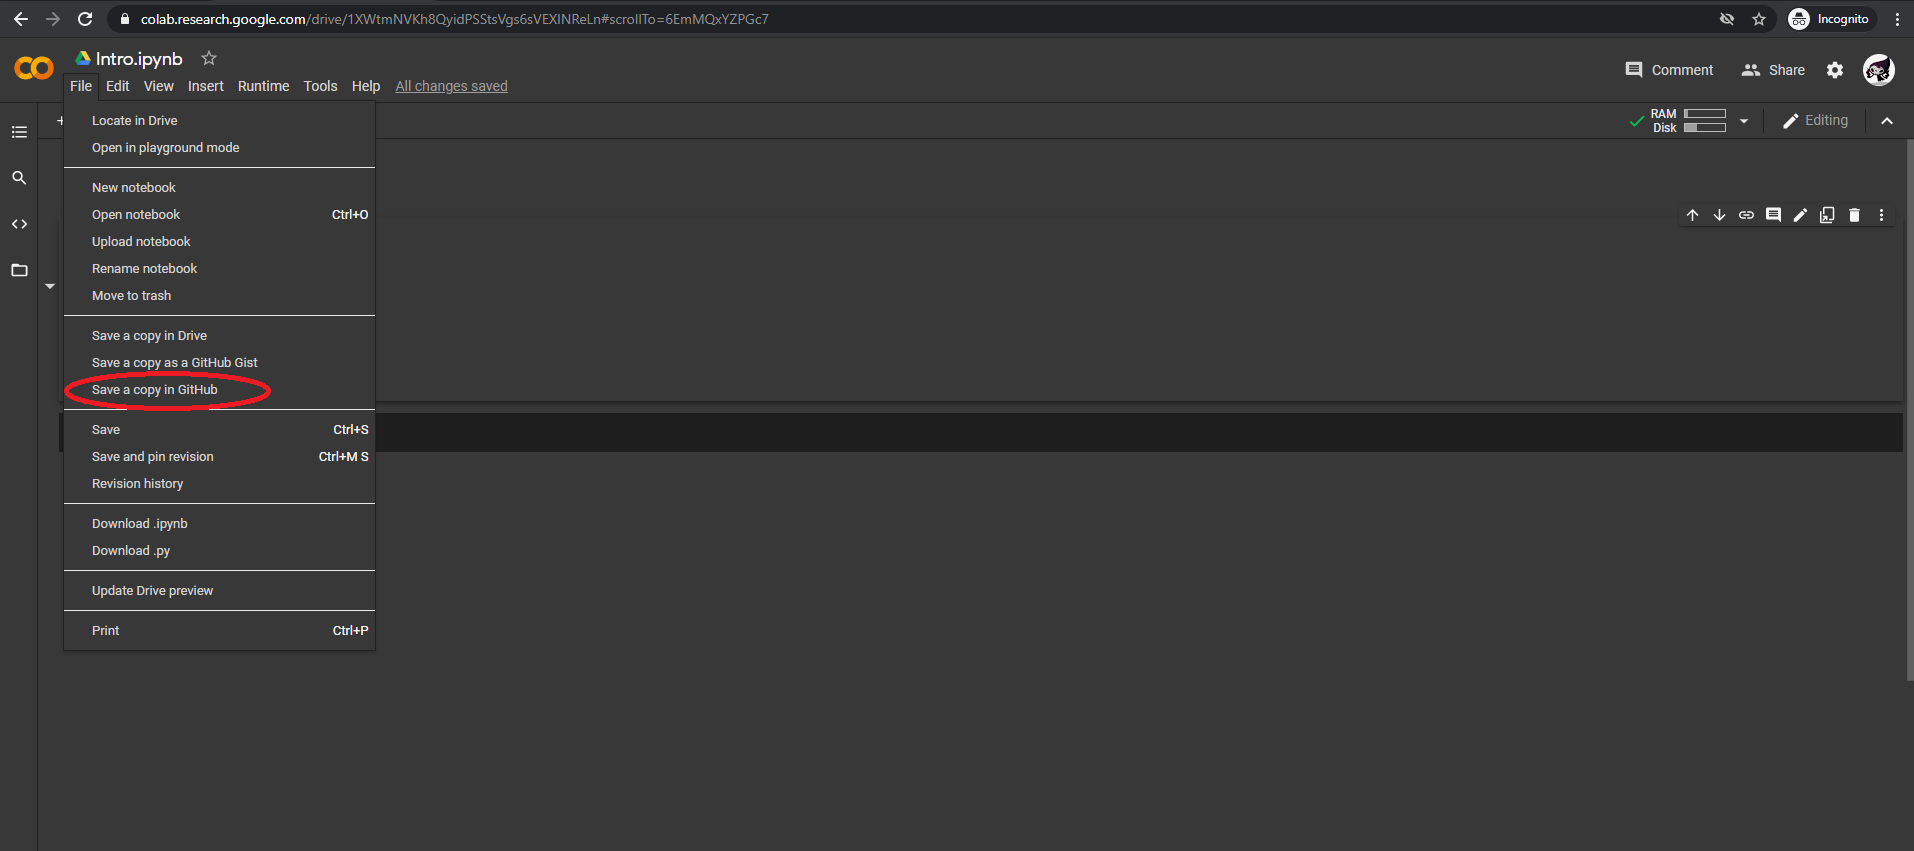 colab.research.google.com/drive/1XWtmNVKh8QyidPSStsVgs6sVEXINReLn#scrollTo=6EmMQxYZPGc7
Incognito
Intro.ipynb
File Edit View Insert Runtime Tools Help All changes saved
Comment Share
+
RAM
Disk
Editing
Locate in Drive
Open in playground mode
New notebook
Open notebook Ctrl+O
Upload notebook
Rename notebook
Move to trash
Save a copy in Drive
Save a copy as a GitHub Gist
Save a copy in GitHub
Save Ctrl+S
Save and pin revision Ctrl+M S
Revision history
Download .ipynb
Download .py
Update Drive preview
Print Ctrl+P